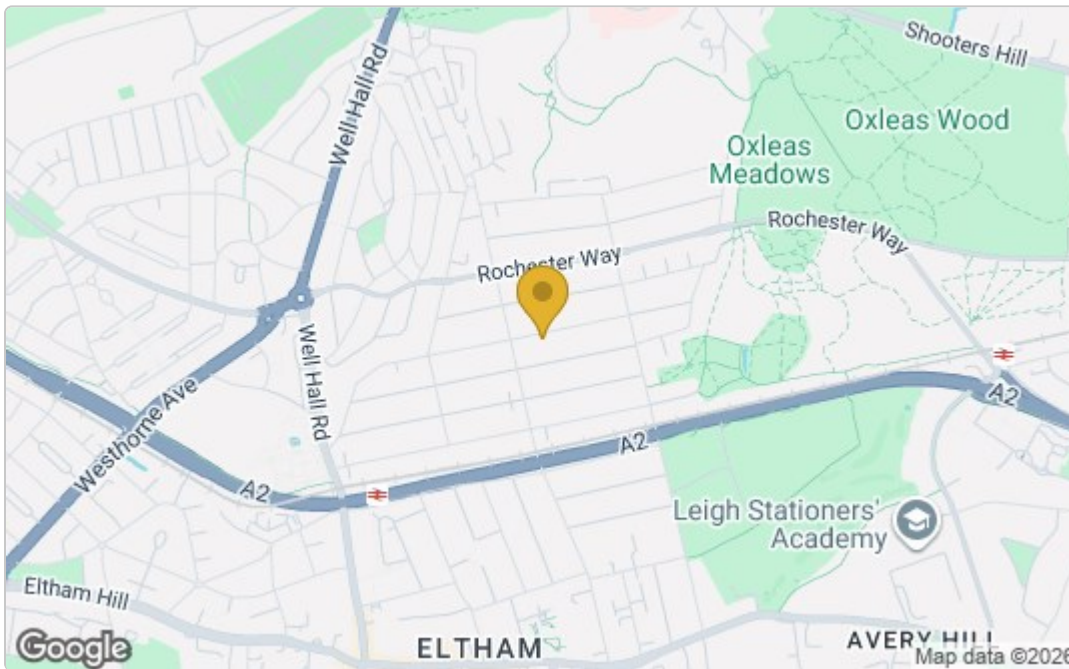 Shooters Hill
Well Hall Rd
Oxleas Wood
Oxleas
Meadows
Rochester Way
Rochester Way
Well Hall Rd
Westhorne Ave
A2
A2
A2
Leigh Stationers'
Academy
Eltham Hill
ELTHAM
AVERY HILL
Google
Map data ©2026